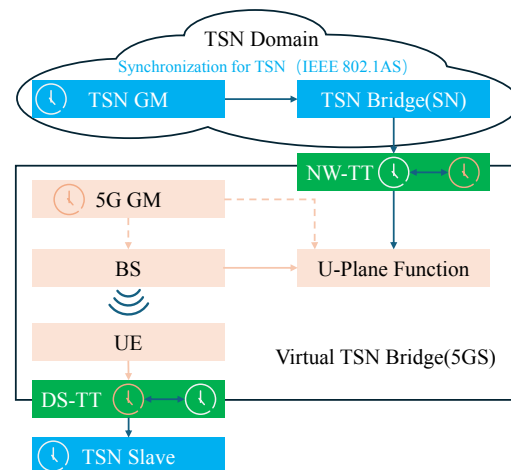 TSN Domain
Synchronization for TSN（IEEE 802.1AS）
TSN GM
TSN Bridge(SN)
NW-TT
5G GM
BS
U-Plane Function
UE
Virtual TSN Bridge(5GS)
DS-TT
TSN Slave